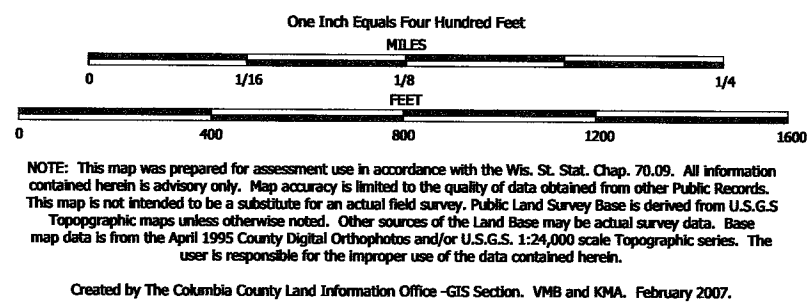 One Inch Equals Four Hundred Feet
MILES
0 1/16 1/8 1/4
FEET
0 400 800 1200 1600
NOTE: This map was prepared for assessment use in accordance with the Wis. St. Stat. Chap. 70.09. All information
contained herein is advisory only. Map accuracy is limited to the quality of data obtained from other Public Records.
This map is not intended to be a substitute for an actual field survey. Public Land Survey Base is derived from U.S.G.S
Topopgraphic maps unless otherwise noted. Other sources of the Land Base may be actual survey data. Base
map data is from the April 1995 County Digital Orthophotos and/or U.S.G.S. 1:24,000 scale Topographic series. The
user is responsible for the improper use of the data contained herein.
Created by The Columbia County Land Information Office -GIS Section. VMB and KMA. February 2007.